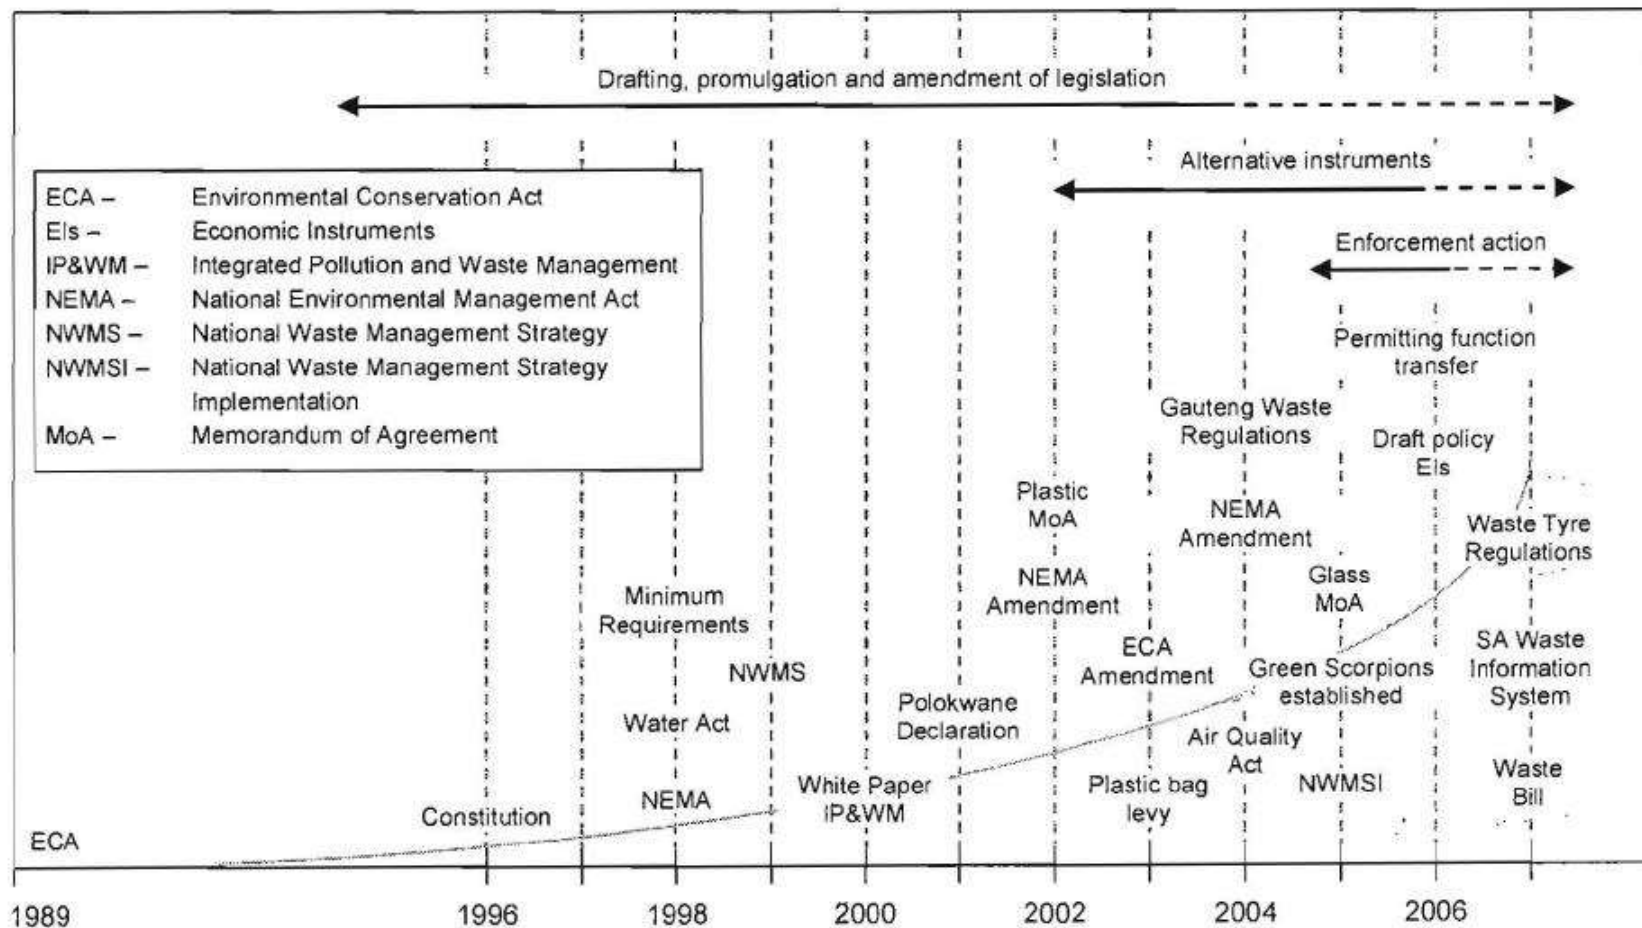 Drafting, promulgation and amendment of legislation
Alternative instruments
Enforcement action
ECA – Environmental Conservation Act
EIs – Economic Instruments
IP&WM – Integrated Pollution and Waste Management
NEMA – National Environmental Management Act
NWMS – National Waste Management Strategy
NWMSI – National Waste Management Strategy
Implementation
MoA – Memorandum of Agreement
Permitting function
transfer
Gauteng Waste
Regulations
Draft policy
EIs
Plastic
MoA
NEMA
Amendment
Waste Tyre
Regulations
NEMA
Amendment
Glass
MoA
Minimum
Requirements
ECA
Amendment
SA Waste
Information
System
NWMS
Green Scorpions
established
Polokwane
Declaration
Water Act
Air Quality
Act
White Paper
IP&WM
Plastic bag
levy
NWMSI
Waste
Bill
NEMA
Constitution
ECA
1989
1996
1998
2000
2002
2004
2006